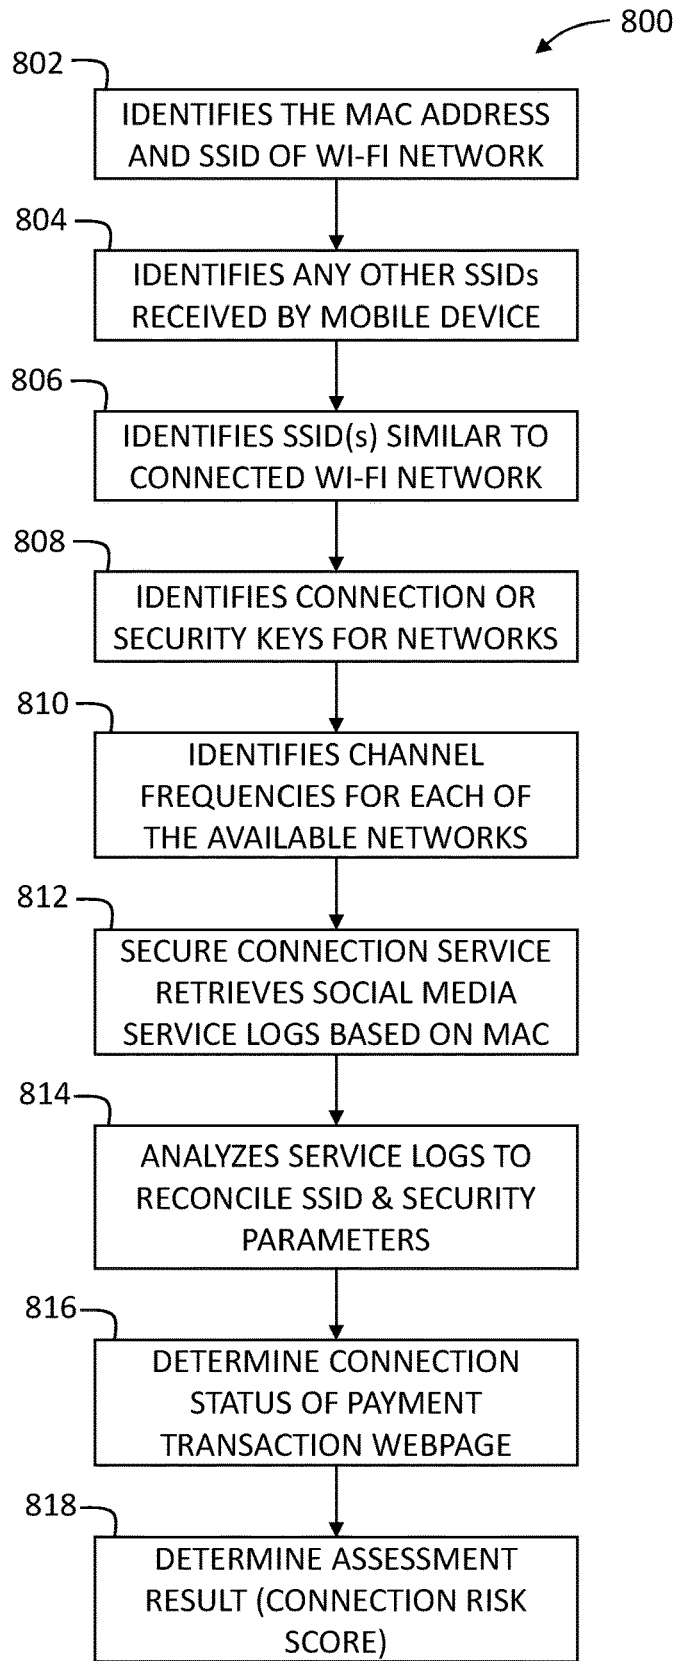 800
802
IDENTIFIES THE MAC ADDRESS
AND SSID OF WI-FI NETWORK
804
IDENTIFIES ANY OTHER SSIDs
RECEIVED BY MOBILE DEVICE
806
IDENTIFIES SSID(s) SIMILAR TO
CONNECTED WI-FI NETWORK
808
IDENTIFIES CONNECTION OR
SECURITY KEYS FOR NETWORKS
810
IDENTIFIES CHANNEL
FREQUENCIES FOR EACH OF
THE AVAILABLE NETWORKS
812
SECURE CONNECTION SERVICE
RETRIEVES SOCIAL MEDIA
SERVICE LOGS BASED ON MAC
814
ANALYZES SERVICE LOGS TO
RECONCILE SSID & SECURITY
PARAMETERS
816
DETERMINE CONNECTION
STATUS OF PAYMENT
TRANSACTION WEBPAGE
818
DETERMINE ASSESSMENT
RESULT (CONNECTION RISK
SCORE)